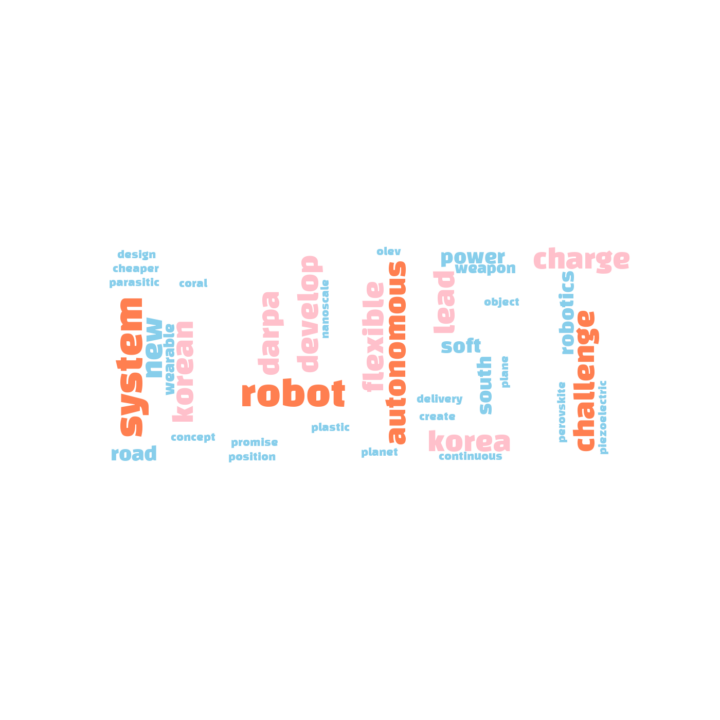 design
cheaper
parasitic
coral
system
new
wearable
korean
road
concept
darpa
develop
nanoscale
robot
plastic
promise
position
olev
flexible
autonomous
planet
power
weapon
lead
object
soft
south
plane
delivery
create
korea
continuous
charge
robotics
challenge
perovskite
piezoelectric